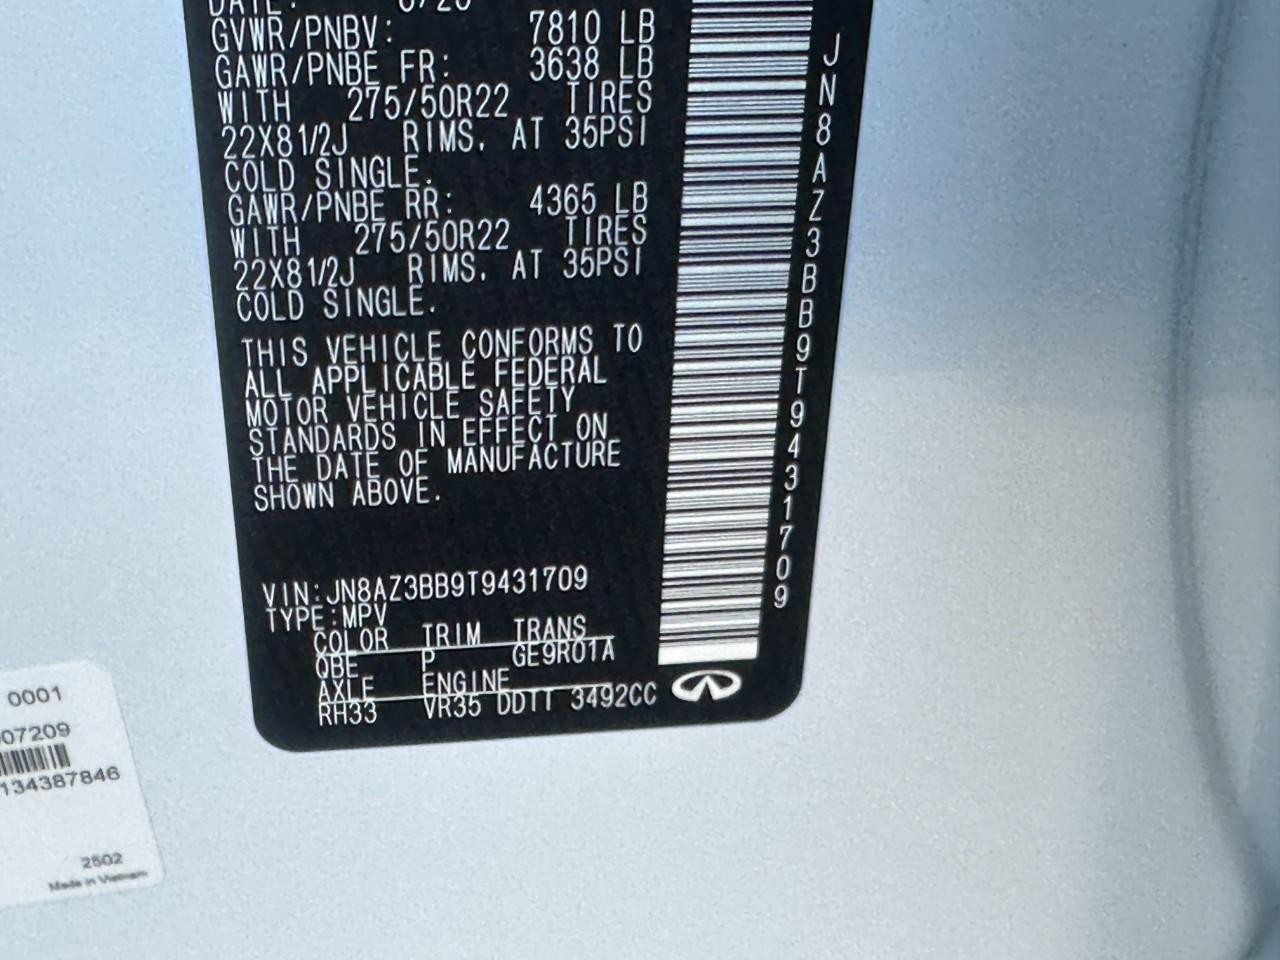 DATE:
GVWR/PNBV: 7810 LB
GAWR/PNBE FR: 3638 LB
WITH 275/50R22 TIRES
22X81/2J RIMS. AT 35PSI
COLD SINGLE.
GAWR/PNBE RR: 4365 LB
WITH 275/50R22 TIRES
22X81/2J RIMS. AT 35PSI
COLD SINGLE.
THIS VEHICLE CONFORMS TO
ALL APPLICABLE FEDERAL
MOTOR VEHICLE SAFETY
STANDARDS IN EFFECT ON
THE DATE OF MANUFACTURE
SHOWN ABOVE.
VIN:JN8AZ3BB9T9431709
TYPE:MPV
COLOR TRIM TRANS
QBE P GE9R01A
AXLE ENGINE
RH33 VR35 DDTT 3492CC
JN8AZ3BB9T9431709
0001
07209
134387846
2502
Made in Vietnam